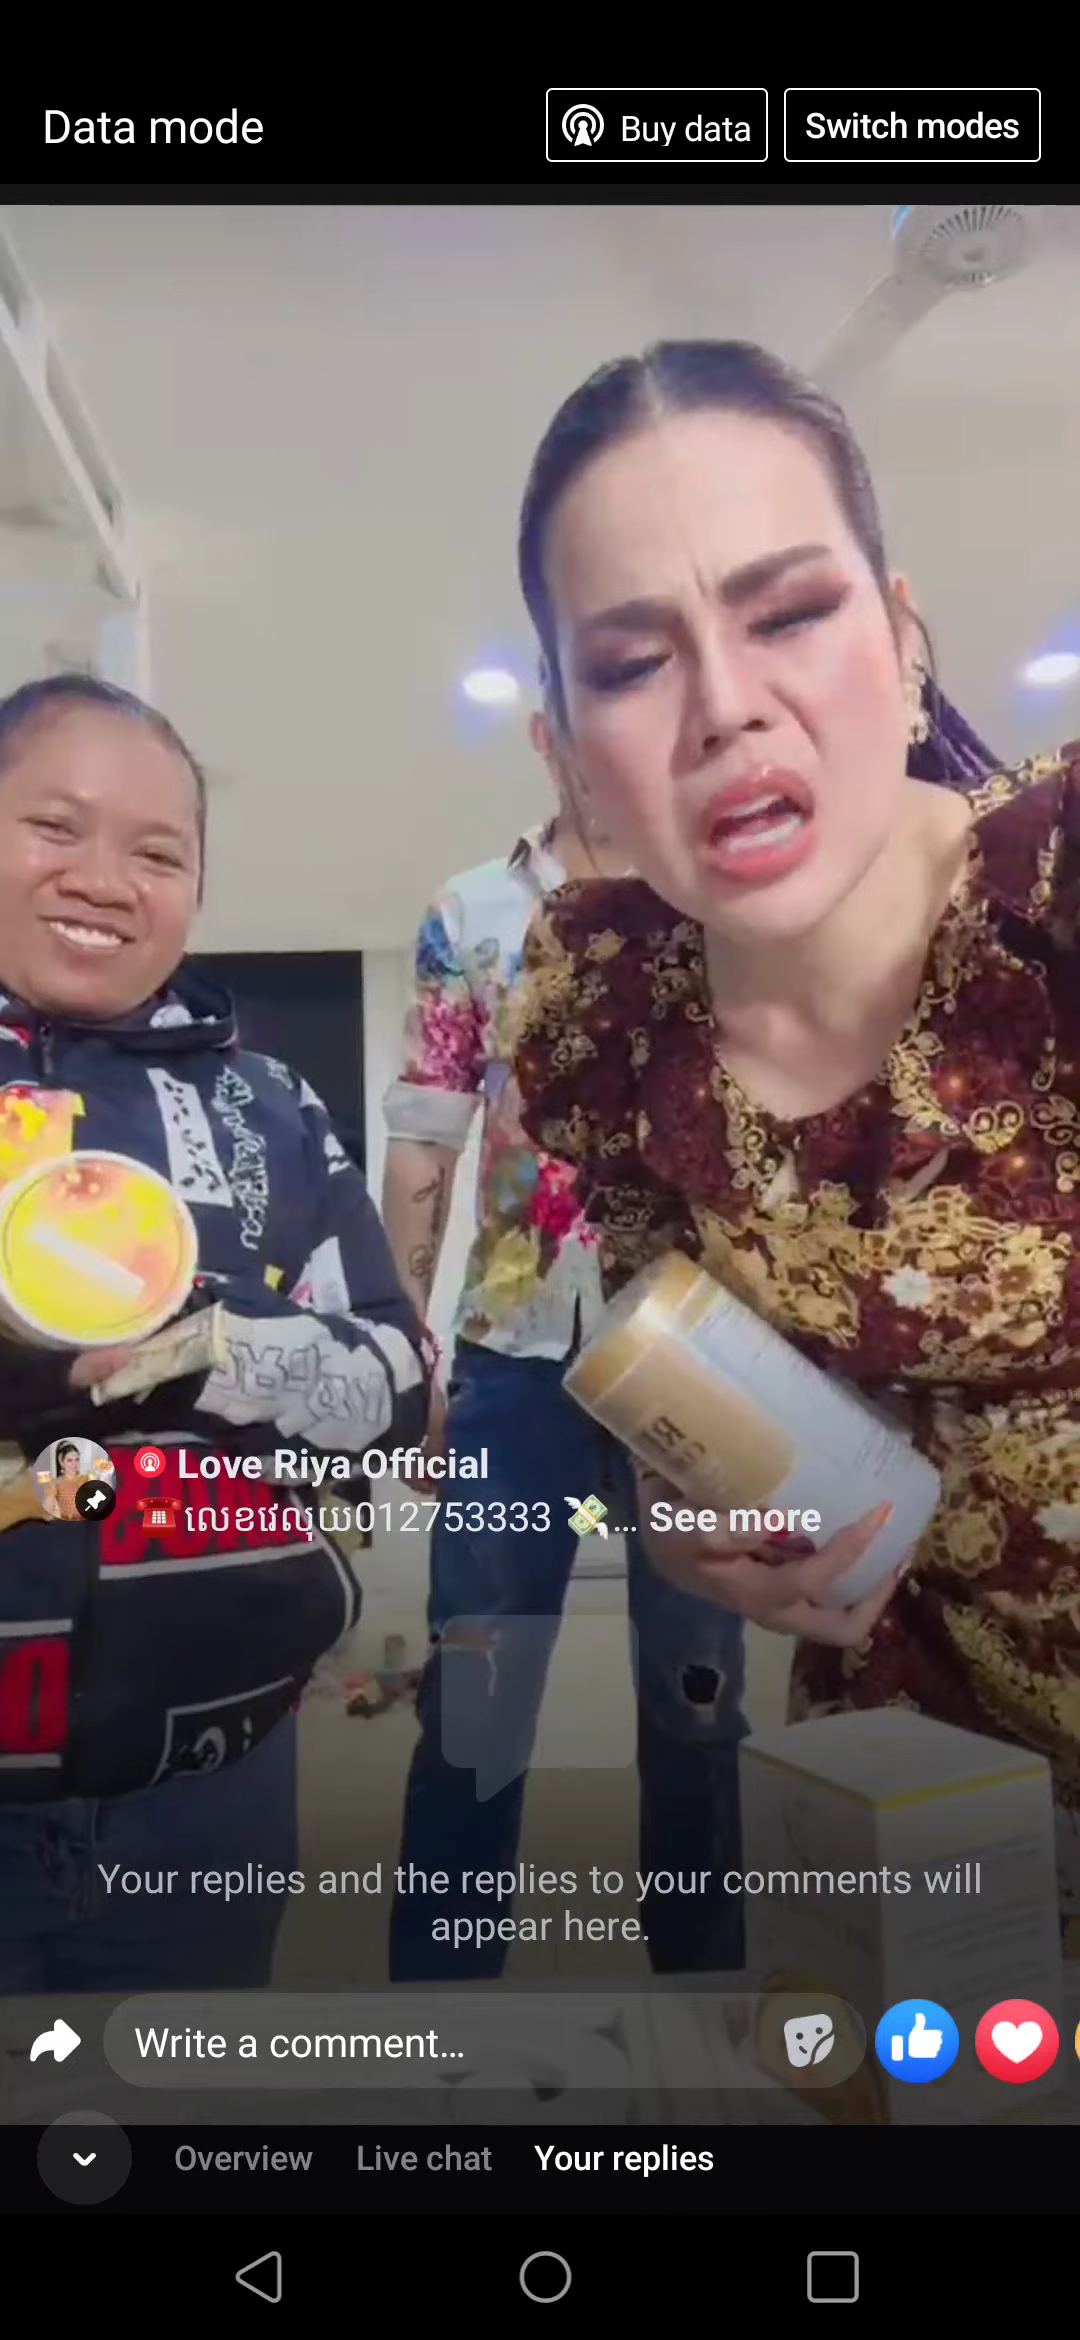 Data mode
Buy data
Switch modes
Love Riya Official
☎️លេខវេលុយ012753333 💸... See more
Your replies and the replies to your comments will
appear here.
Write a comment...
Overview
Live chat
Your replies